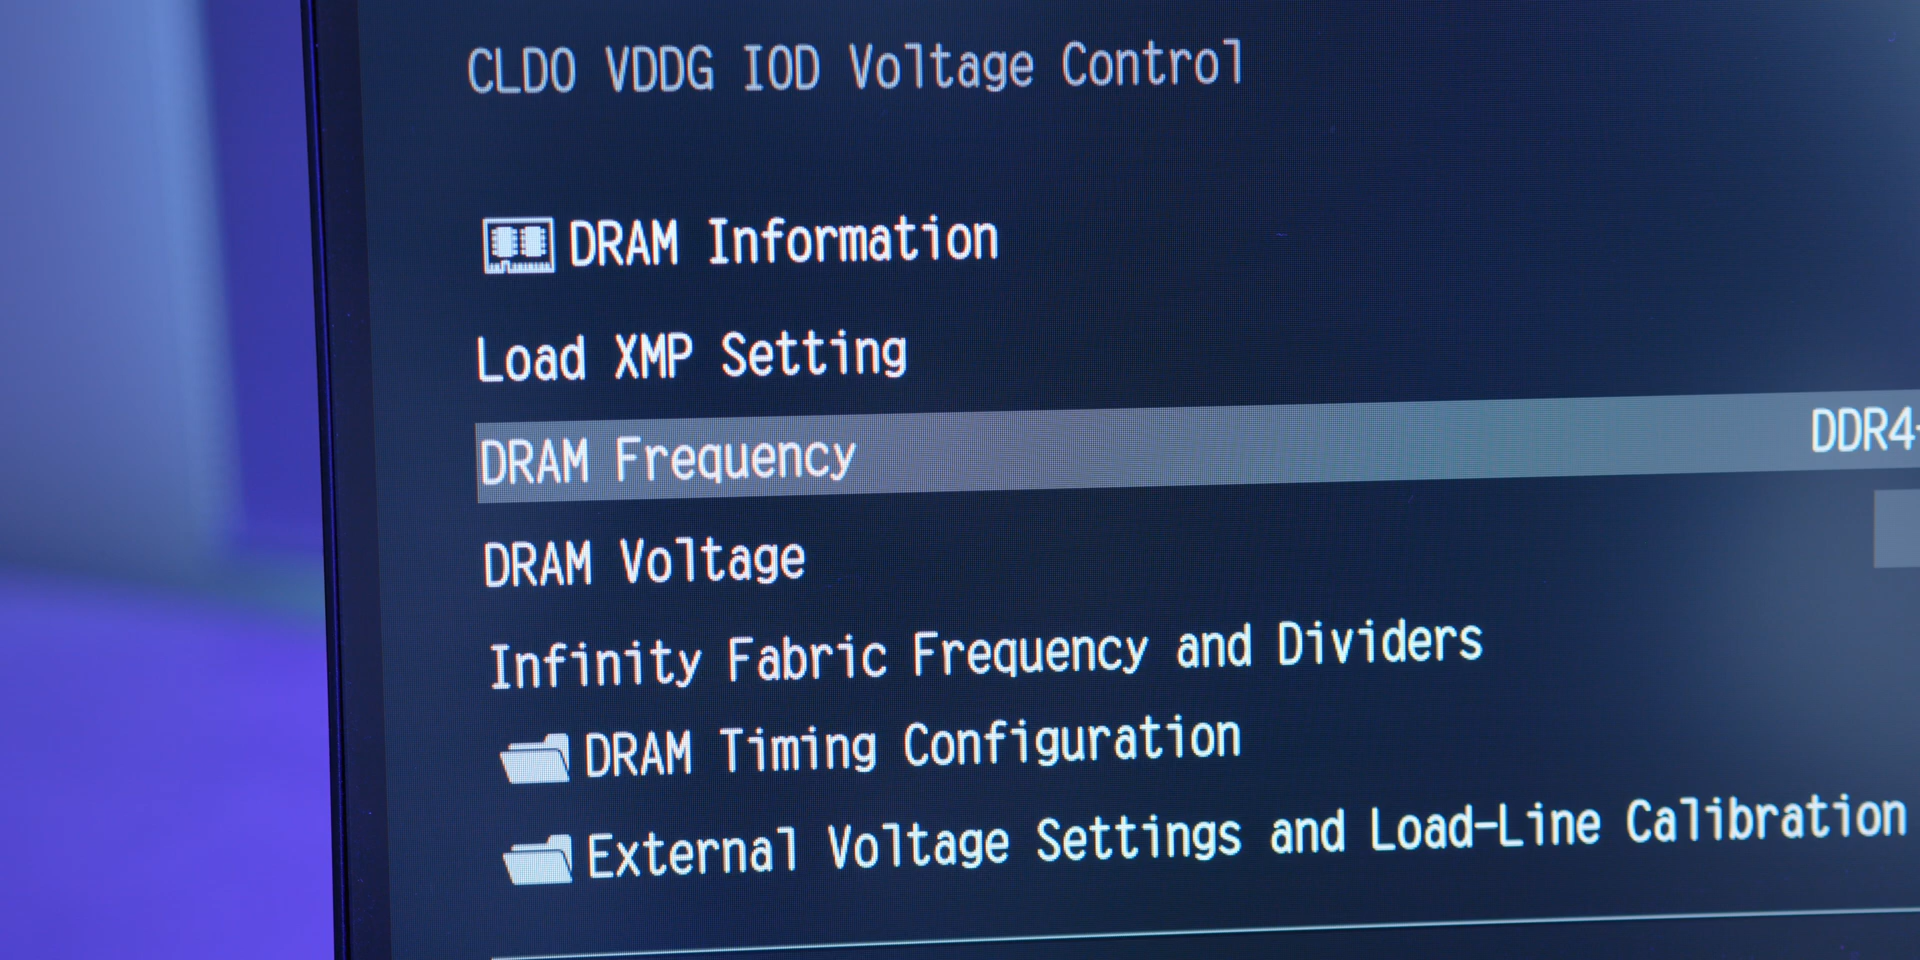 CLDO VDDG IOD Voltage Control
DRAM Information
Load XMP Setting
DRAM Frequency DDR4-
DRAM Voltage
Infinity Fabric Frequency and Dividers
DRAM Timing Configuration
External Voltage Settings and Load-Line Calibration